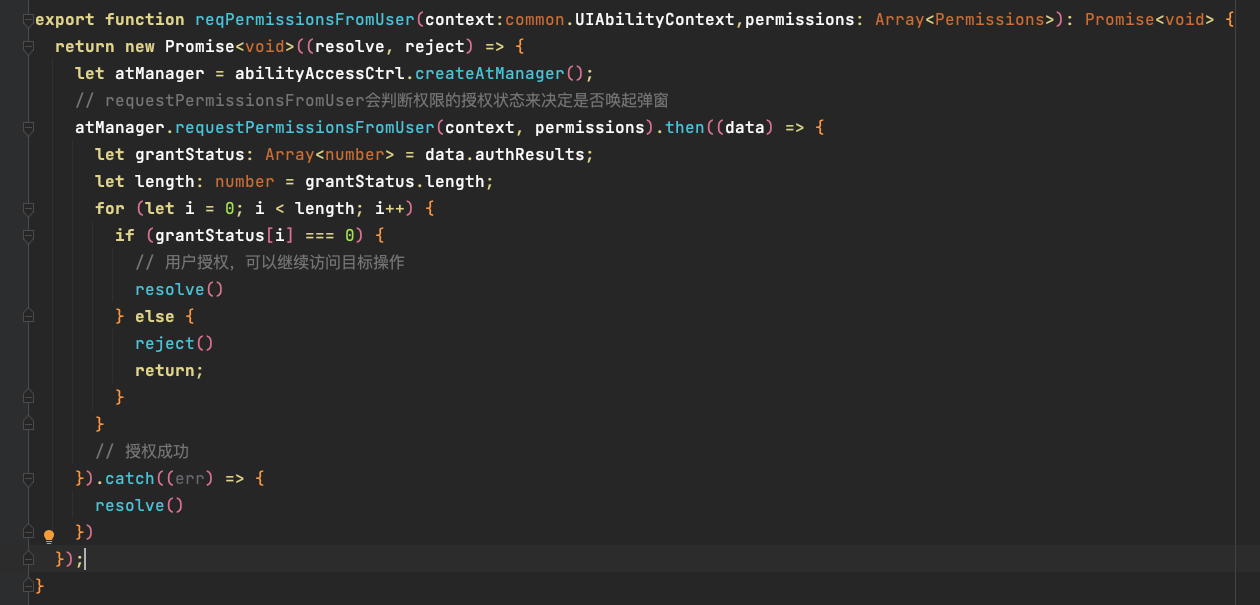 export function reqPermissionsFromUser(context:common.UIAbilityContext,permissions: Array<Permissions>): Promise<void> {
  return new Promise<void>((resolve, reject) => {
    let atManager = abilityAccessCtrl.createAtManager();
    // requestPermissionsFromUser会判断权限的授权状态来决定是否唤起弹窗
    atManager.requestPermissionsFromUser(context, permissions).then((data) => {
      let grantStatus: Array<number> = data.authResults;
      let length: number = grantStatus.length;
      for (let i = 0; i < length; i++) {
        if (grantStatus[i] === 0) {
          // 用户授权，可以继续访问目标操作
          resolve()
        } else {
          reject()
          return;
        }
      }
      // 授权成功
    }).catch((err) => {
      resolve()
    })
  });
}